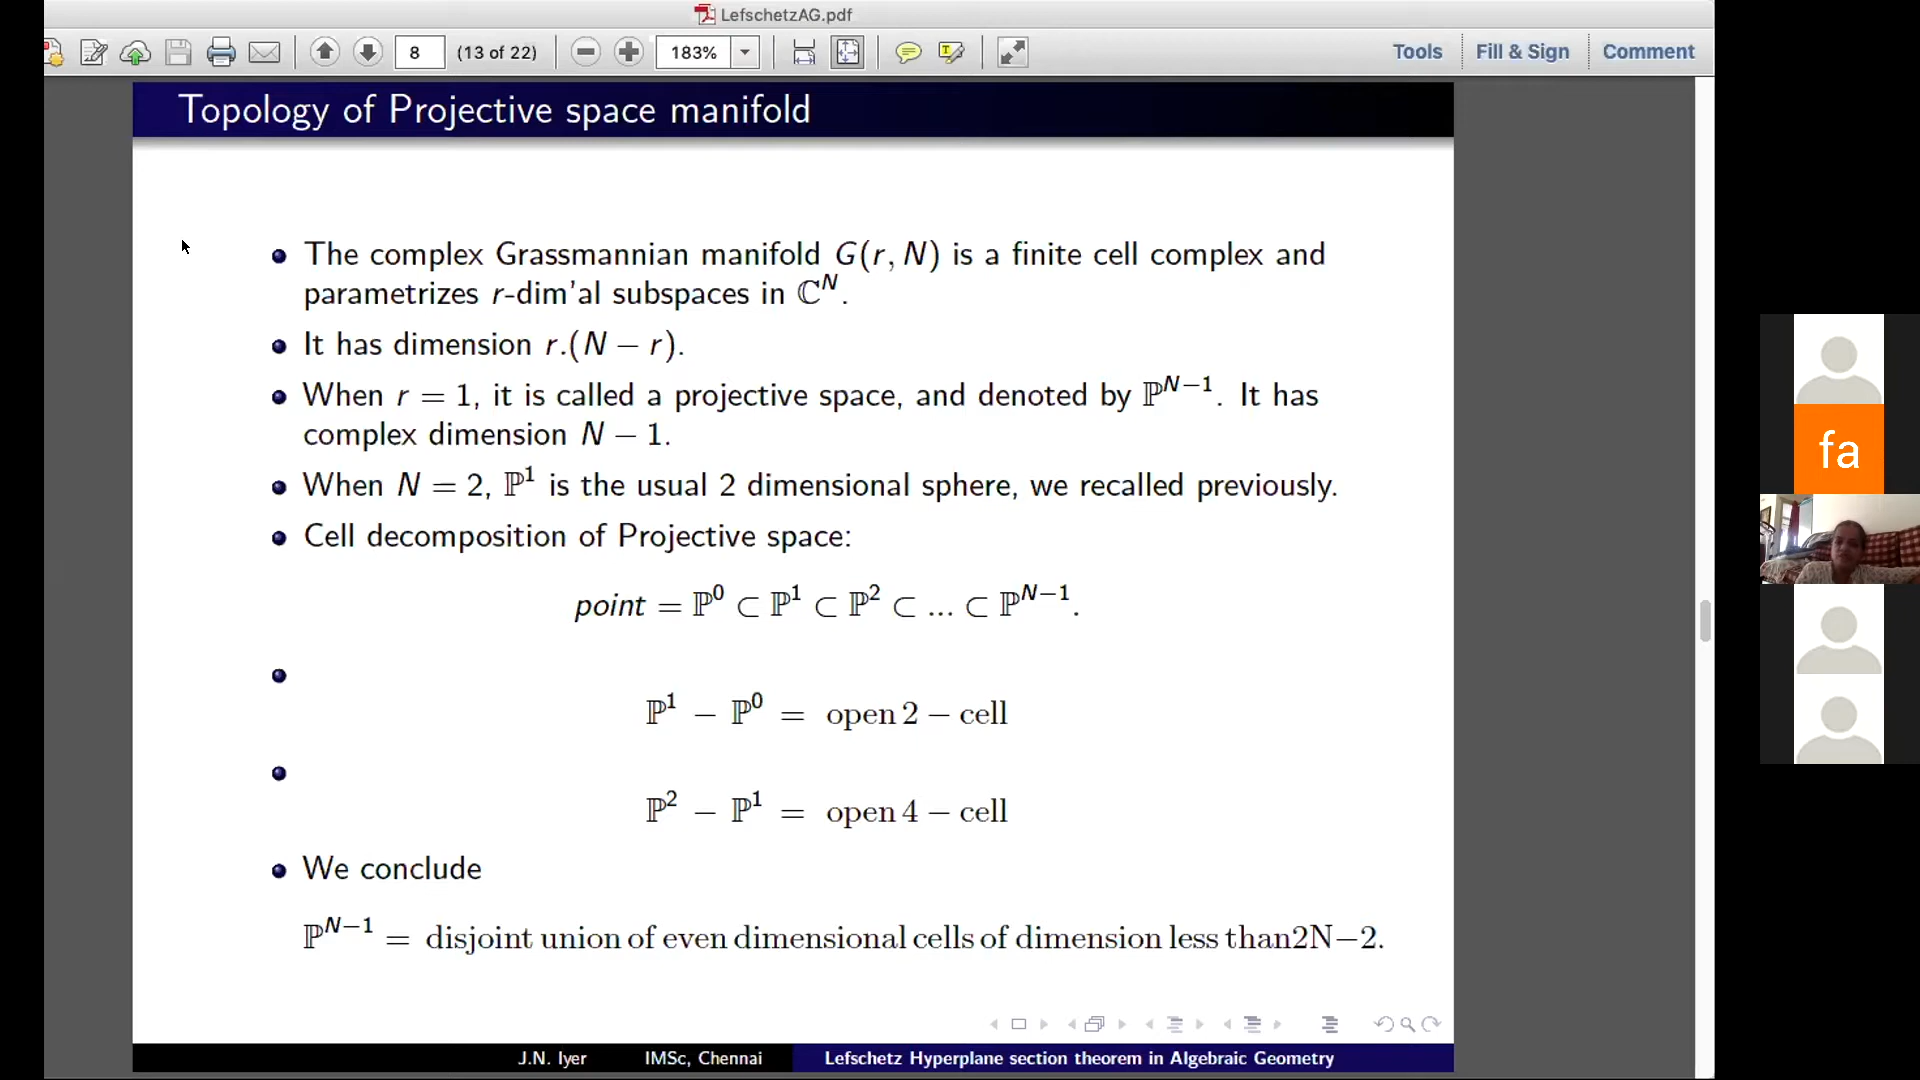 LefschetzAG.pdf
8 (13 of 22) 183% Tools Fill & Sign Comment
Topology of Projective space manifold
The complex Grassmannian manifold G(r, N) is a finite cell complex and
parametrizes r-dim'al subspaces in ℂ^N.
It has dimension r.(N − r).
When r = 1, it is called a projective space, and denoted by ℙ^{N−1}. It has
complex dimension N − 1.
When N = 2, ℙ^1 is the usual 2 dimensional sphere, we recalled previously.
Cell decomposition of Projective space:
point = ℙ^0 ⊂ ℙ^1 ⊂ ℙ^2 ⊂ ... ⊂ ℙ^{N−1}.
ℙ^1 − ℙ^0 = open 2 − cell
ℙ^2 − ℙ^1 = open 4 − cell
We conclude
ℙ^{N−1} = disjoint union of even dimensional cells of dimension less than2N−2.
J.N. Iyer IMSc, Chennai Lefschetz Hyperplane section theorem in Algebraic Geometry
fa